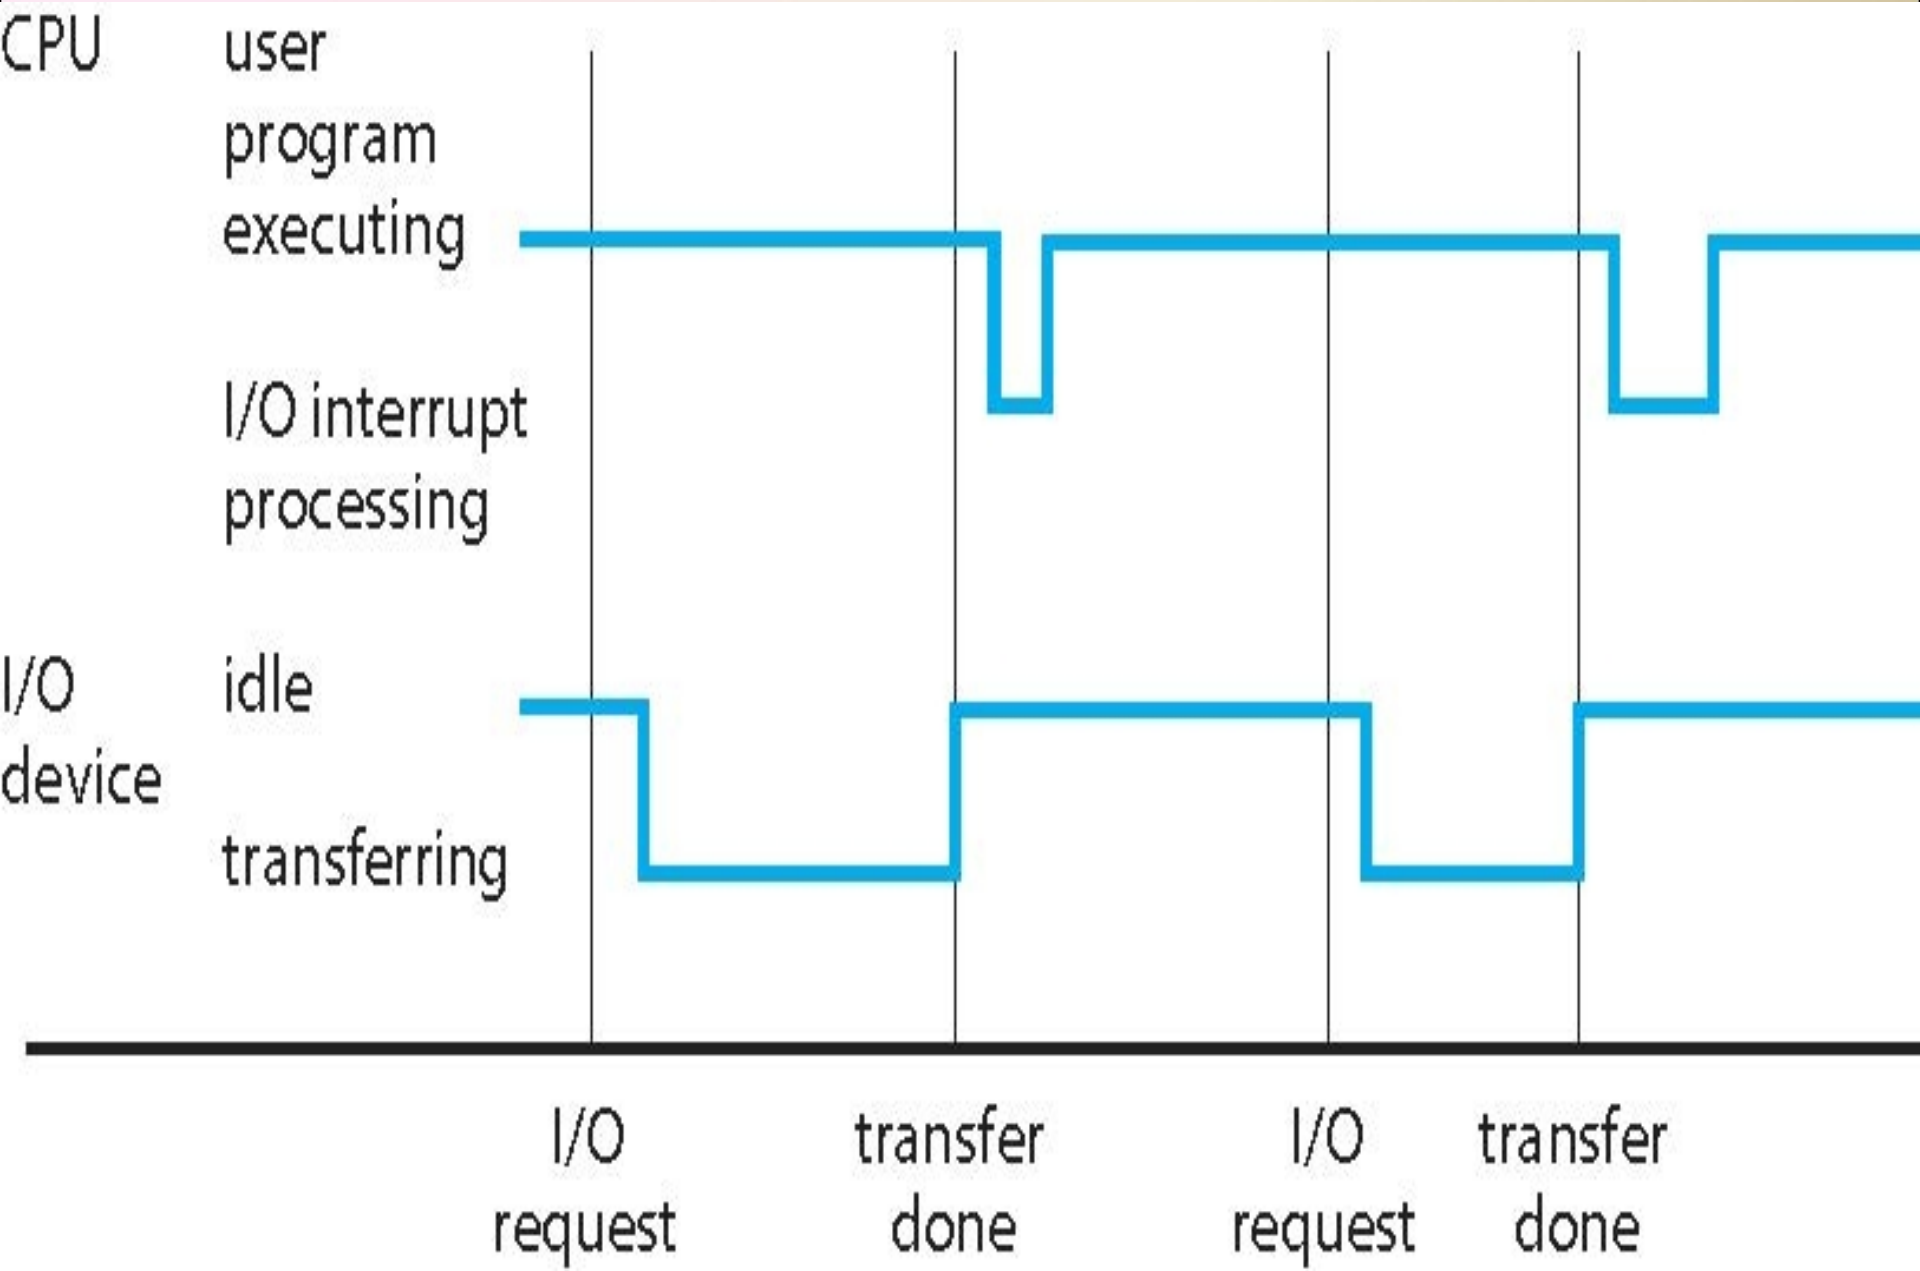 CPU
user
program
executing
I/O interrupt
processing
I/O
device
idle
transferring
I/O
request
transfer
done
I/O
request
transfer
done